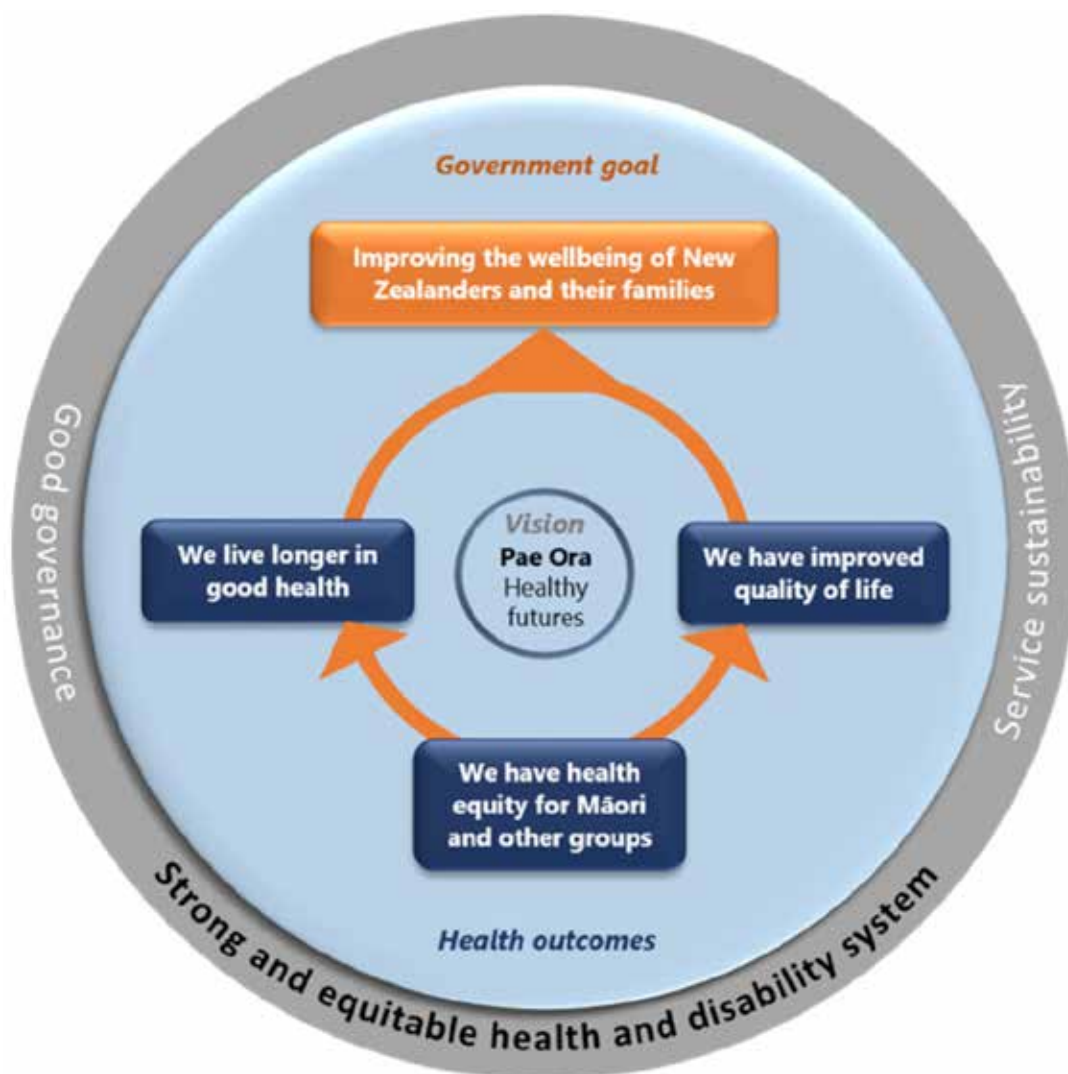 Government goal
Improving the wellbeing of New
Zealanders and their families
Good governance
Service sustainability
We live longer in
good health
Vision
Pae Ora
Healthy
futures
We have improved
quality of life
We have health
equity for Māori
and other groups
Health outcomes
Strong and equitable health and disability system